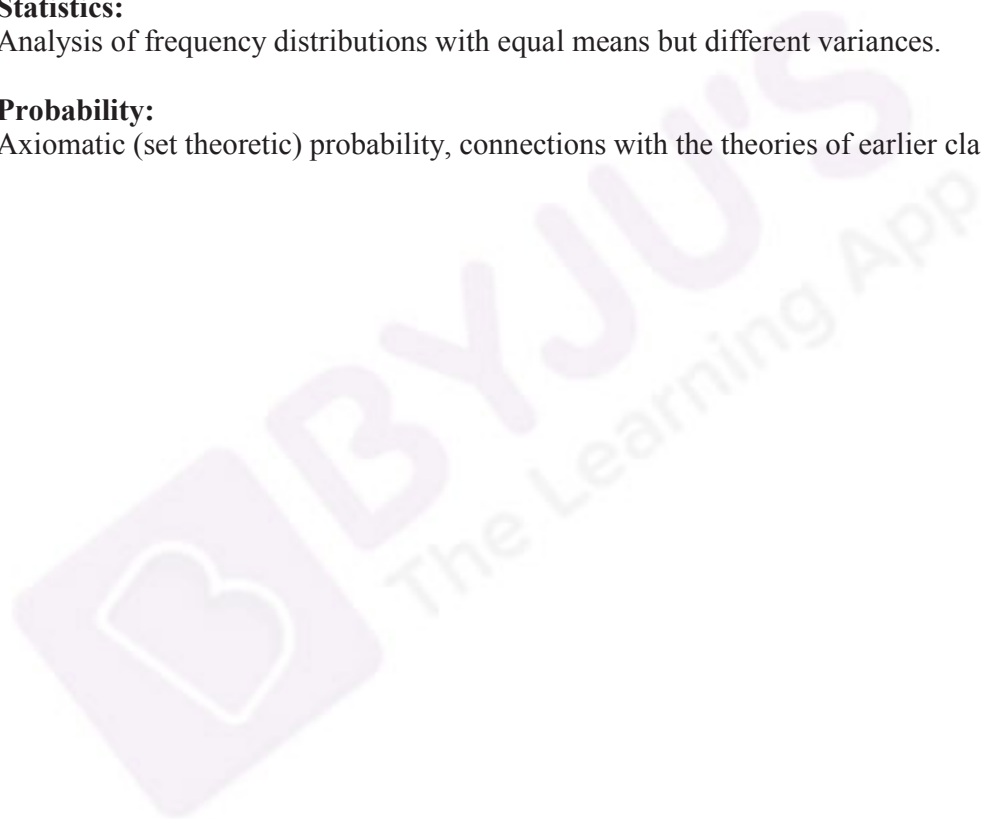 Statistics:
Analysis of frequency distributions with equal means but different variances.
Probability:
Axiomatic (set theoretic) probability, connections with the theories of earlier cla
BYJU'S
The Learning App